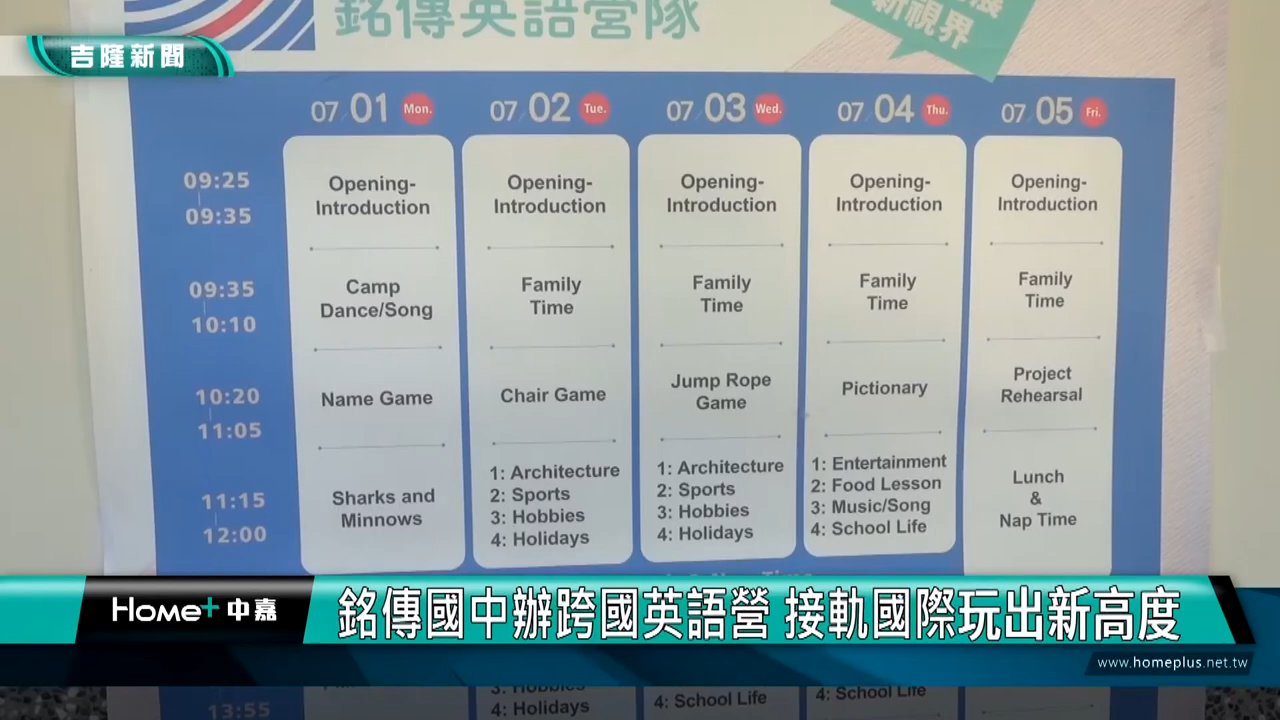 銘傳英語營隊
新視界
吉隆新聞
07/01 Mon.
07/02 Tue.
07/03 Wed.
07/04 Thu.
07/05 Fri.
09:25
09:35
Opening-
Introduction
Opening-
Introduction
Opening-
Introduction
Opening-
Introduction
Opening-
Introduction
09:35
10:10
Camp
Dance/Song
Family
Time
Family
Time
Family
Time
Family
Time
10:20
11:05
Name Game
Chair Game
Jump Rope
Game
Pictionary
Project
Rehearsal
11:15
12:00
Sharks and
Minnows
1: Architecture
2: Sports
3: Hobbies
4: Holidays
1: Architecture
2: Sports
3: Hobbies
4: Holidays
1: Entertainment
2: Food Lesson
3: Music/Song
4: School Life
Lunch
&
Nap Time
Home+中嘉
銘傳國中辦跨國英語營 接軌國際玩出新高度
www.homeplus.net.tw
13:55
3: Hobbies
4: Holidays
4: School Life
4: School Life